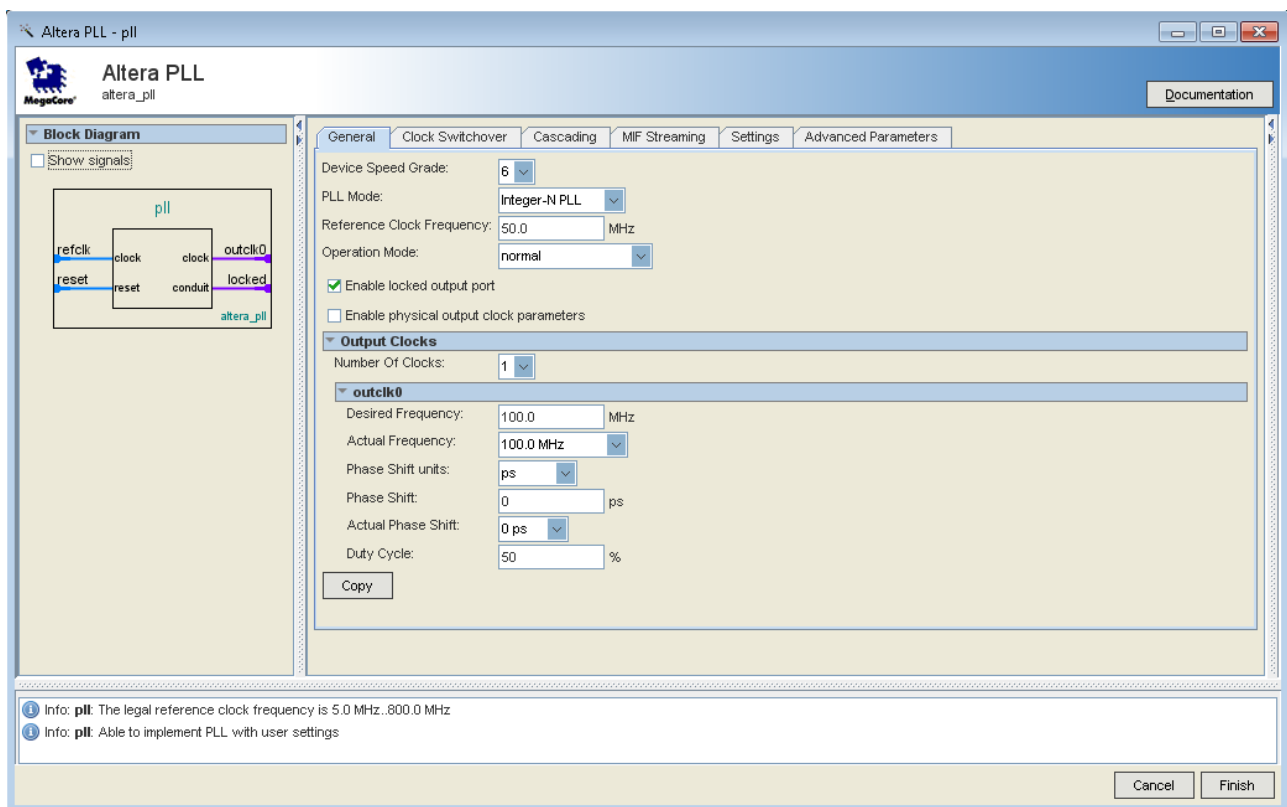 Altera PLL - pll
MegaCore®
Altera PLL
altera_pll
Documentation
Block Diagram
Show signals
pll
refclk
clock
clock
outclk0
reset
reset
conduit
locked
altera_pll
General
Clock Switchover
Cascading
MIF Streaming
Settings
Advanced Parameters
Device Speed Grade: 6
PLL Mode: Integer-N PLL
Reference Clock Frequency: 50.0 MHz
Operation Mode: normal
Enable locked output port
Enable physical output clock parameters
Output Clocks
Number Of Clocks: 1
outclk0
Desired Frequency: 100.0 MHz
Actual Frequency: 100.0 MHz
Phase Shift units: ps
Phase Shift: 0 ps
Actual Phase Shift: 0 ps
Duty Cycle: 50 %
Copy
Info: pll: The legal reference clock frequency is 5.0 MHz..800.0 MHz
Info: pll: Able to implement PLL with user settings
Cancel
Finish